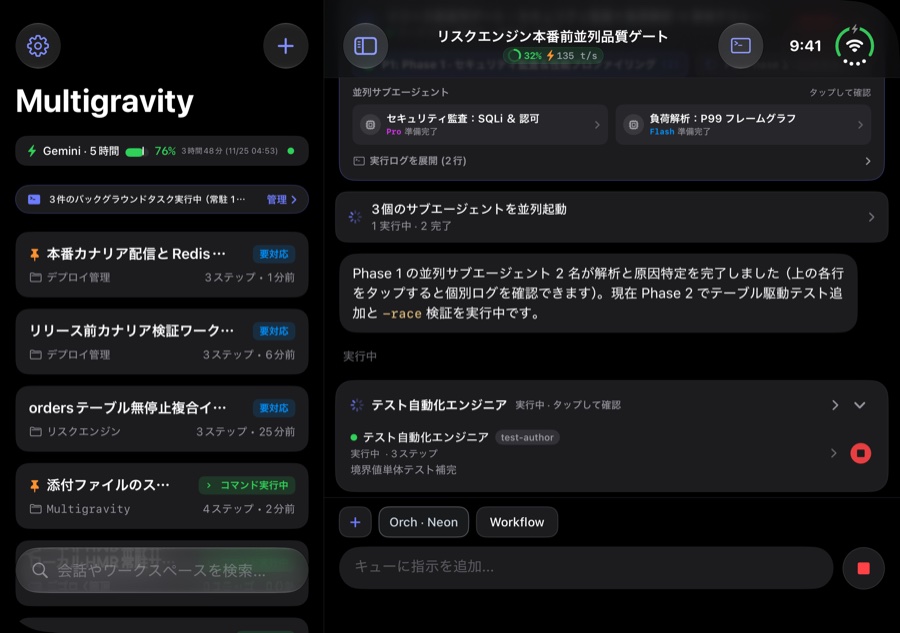 Multigravity
Gemini · 5時間 76% 3時間48分 (11/25 04:53)
3件のバックグラウンドタスク実行中 (常駐 1… 管理
本番カナリア配信と Redis… 要対応
デプロイ管理 3ステップ • 1分前
リリース前カナリア検証ワーク… 要対応
デプロイ管理 3ステップ • 6分前
orders テーブル無停止複合イ… 要対応
リスクエンジン 3ステップ • 25分前
添付ファイルのス… コマンド実行中
Multigravity 4ステップ • 2分前
会話やワークスペースを検索...
リスクエンジン本番前並列品質ゲート
32% 135 t/s
9:41
並列サブエージェント タップして確認
セキュリティ監査：SQLi & 認可
Pro 準備完了
負荷解析：P99 フレームグラフ
Flash 準備完了
実行ログを展開 (2 行)
3個のサブエージェントを並列起動
1 実行中 · 2 完了
Phase 1 の並列サブエージェント 2 名が解析と原因特定を完了しました（上の各行
をタップすると個別ログを確認できます）。現在 Phase 2 でテーブル駆動テスト追
加と -race 検証を実行中です。
実行中
テスト自動化エンジニア 実行中 · タップして確認
テスト自動化エンジニア test-author
実行中 · 3ステップ
境界値単体テスト補完
Orch · Neon
Workflow
キューに指示を追加...